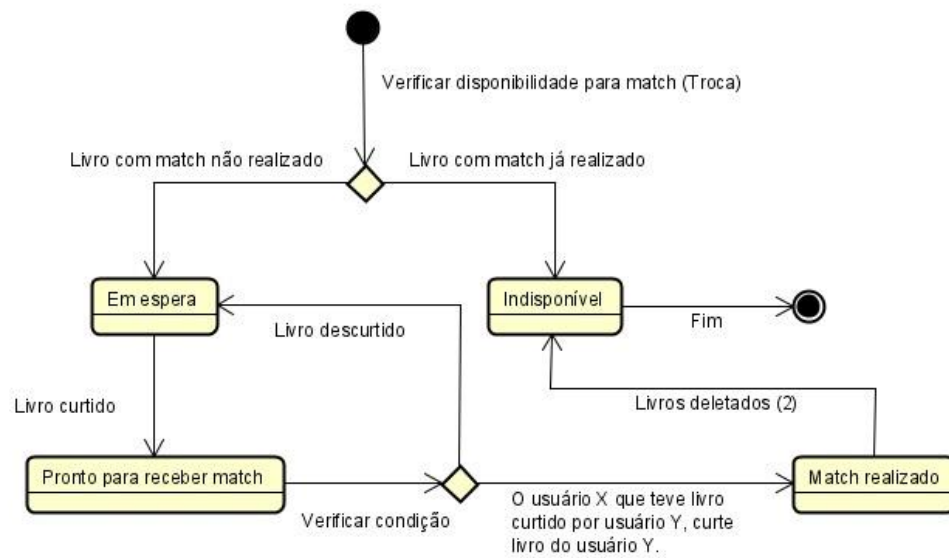 Verificar disponibilidade para match (Troca)
Livro com match não realizado
Livro com match já realizado
Em espera
Indisponível
Livro descurtido
Fim
Livro curtido
Livros deletados (2)
Pronto para receber match
Match realizado
Verificar condição
O usuário X que teve livro
curtido por usuário Y, curte
livro do usuário Y.